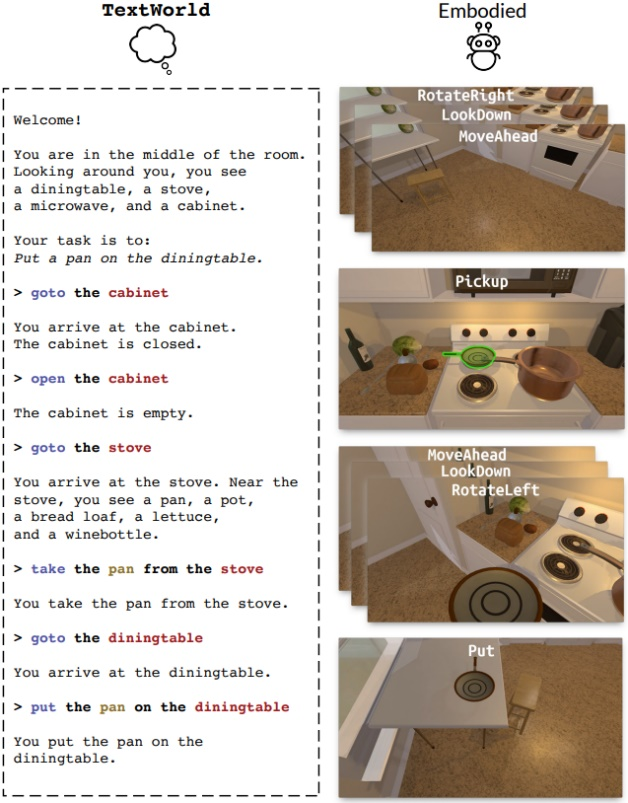 TextWorld
Embodied
Welcome!
You are in the middle of the room.
Looking around you, you see
a diningtable, a stove,
a microwave, and a cabinet.
Your task is to:
Put a pan on the diningtable.
> goto the cabinet
You arrive at the cabinet.
The cabinet is closed.
> open the cabinet
The cabinet is empty.
> goto the stove
You arrive at the stove. Near the
stove, you see a pan, a pot,
a bread loaf, a lettuce,
and a winebottle.
> take the pan from the stove
You take the pan from the stove.
> goto the diningtable
You arrive at the diningtable.
> put the pan on the diningtable
You put the pan on the
diningtable.
RotateRight
LookDown
MoveAhead
Pickup
MoveAhead
LookDown
RotateLeft
Put